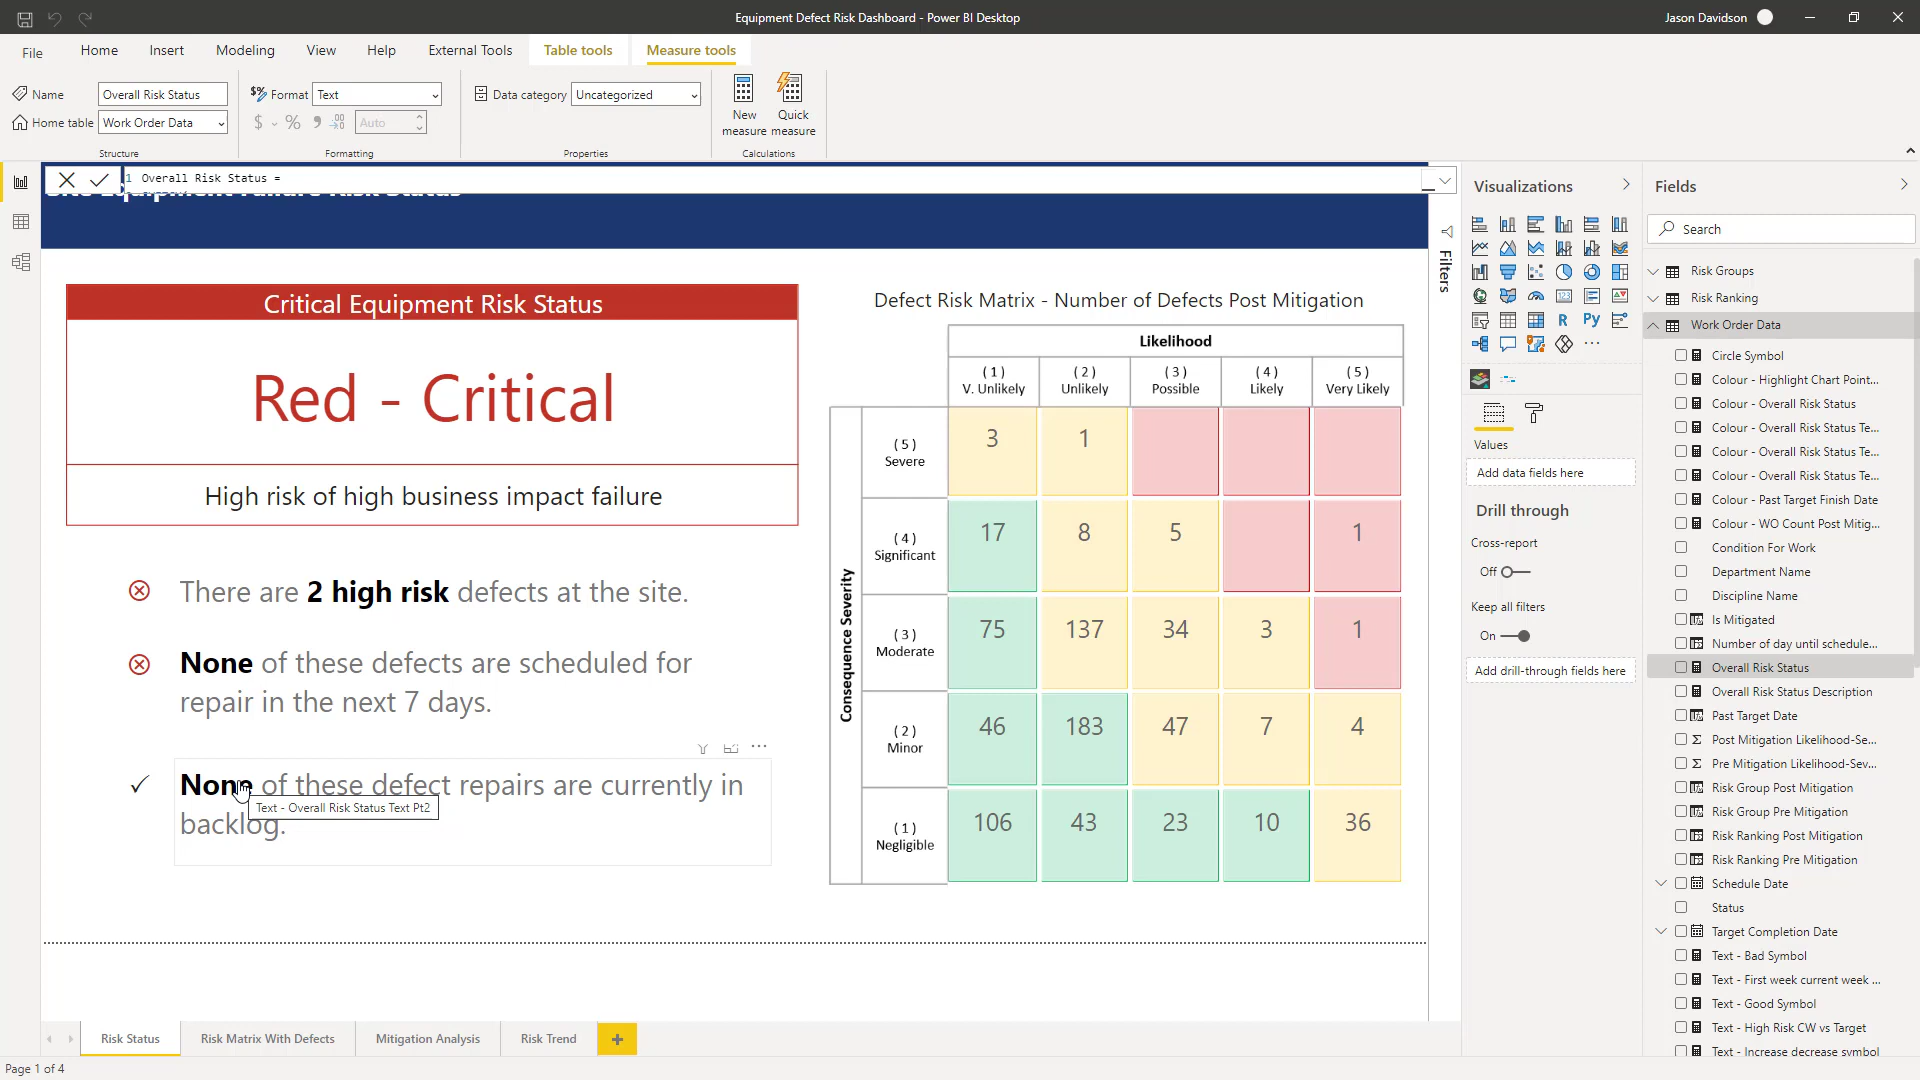 Equipment Defect Risk Dashboard - Power BI Desktop
Jason Davidson
File
Home
Insert
Modeling
View
Help
External Tools
Table tools
Measure tools
Name
Overall Risk Status
Home table
Work Order Data
Structure
$% Format
Text
$ % 9 .00
Auto
Formatting
Data category
Uncategorized
Properties
New
measure
Quick
measure
Calculations
1 Overall Risk Status =
Critical Equipment Risk Status
Red - Critical
High risk of high business impact failure
There are 2 high risk defects at the site.
None of these defects are scheduled for
repair in the next 7 days.
None of these defect repairs are currently in
backlog.
Text - Overall Risk Status Text Pt2
Defect Risk Matrix - Number of Defects Post Mitigation
Likelihood
( 1 )
V. Unlikely
( 2 )
Unlikely
( 3 )
Possible
( 4 )
Likely
( 5 )
Very Likely
Consequence Severity
( 5 )
Severe
3 1
( 4 )
Significant
17 8 5 1
( 3 )
Moderate
75 137 34 3 1
( 2 )
Minor
46 183 47 7 4
( 1 )
Negligible
106 43 23 10 36
Filters
Visualizations
R
Py
Values
Add data fields here
Drill through
Cross-report
Off
Keep all filters
On
Add drill-through fields here
Fields
Search
Risk Groups
Risk Ranking
Work Order Data
Circle Symbol
Colour - Highlight Chart Point...
Colour - Overall Risk Status
Colour - Overall Risk Status Te...
Colour - Overall Risk Status Te...
Colour - Overall Risk Status Te...
Colour - Past Target Finish Date
Colour - WO Count Post Mitig...
Condition For Work
Department Name
Discipline Name
Is Mitigated
Number of day until schedule...
Overall Risk Status
Overall Risk Status Description
Past Target Date
Post Mitigation Likelihood-Se...
Pre Mitigation Likelihood-Sev...
Risk Group Post Mitigation
Risk Group Pre Mitigation
Risk Ranking Post Mitigation
Risk Ranking Pre Mitigation
Schedule Date
Status
Target Completion Date
Text - Bad Symbol
Text - First week current week ...
Text - Good Symbol
Text - High Risk CW vs Target
Text - Increase decrease symbol
Risk Status
Risk Matrix With Defects
Mitigation Analysis
Risk Trend
Page 1 of 4